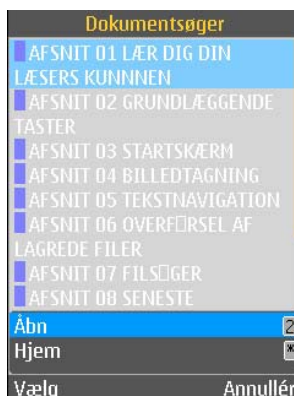 Dokumentsøger
AFSNIT 01 LÆR DIG DIN
LÆSERS KUNNNEN
AFSNIT 02 GRUNDLÆGGENDE
TASTER
AFSNIT 03 STARTSKÆRM
AFSNIT 04 BILLEDTAGNING
AFSNIT 05 TEKSTNAVIGATION
AFSNIT 06 OVERF▯RSEL AF
LAGREDE FILER
AFSNIT 07 FILS▯GER
AFSNIT 08 SENESTE
Åbn 2
Hjem *
Vælg Annullér